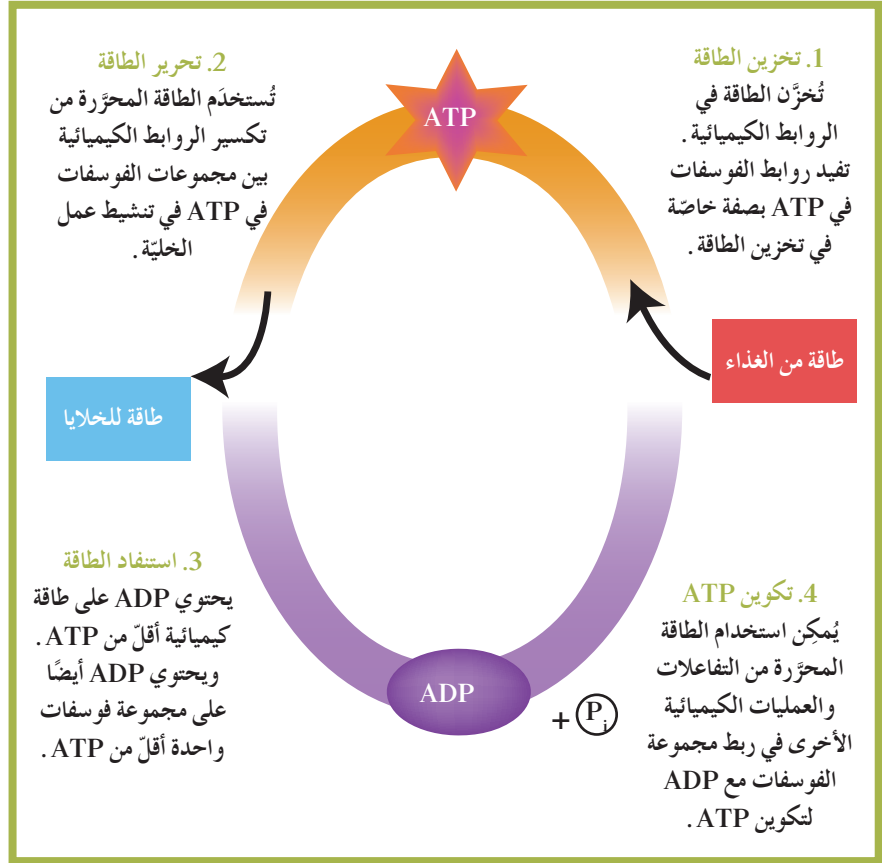 1. تخزين الطاقة
تُخزَّن الطاقة في
الروابط الكيميائية.
تفيد روابط الفوسفات
في ATP بصفة خاصّة
في تخزين الطاقة.
ATP
2. تحرير الطاقة
تُستخدَم الطاقة المحرَّرة من
تكسير الروابط الكيميائية
بين مجموعات الفوسفات
في ATP في تنشيط عمل
الخليّة.
طاقة من الغذاء
طاقة للخلايا
3. استنفاد الطاقة
يحتوي ADP على طاقة
كيميائية أقلّ من ATP.
ويحتوي ADP أيضًا
على مجموعة فوسفات
واحدة أقلّ من ATP.
ADP
+ Pi
4. تكوين ATP
يُمكِن استخدام الطاقة
المحرَّرة من التفاعلات
والعمليات الكيميائية
الأخرى في ربط مجموعة
الفوسفات مع ADP
لتكوين ATP.